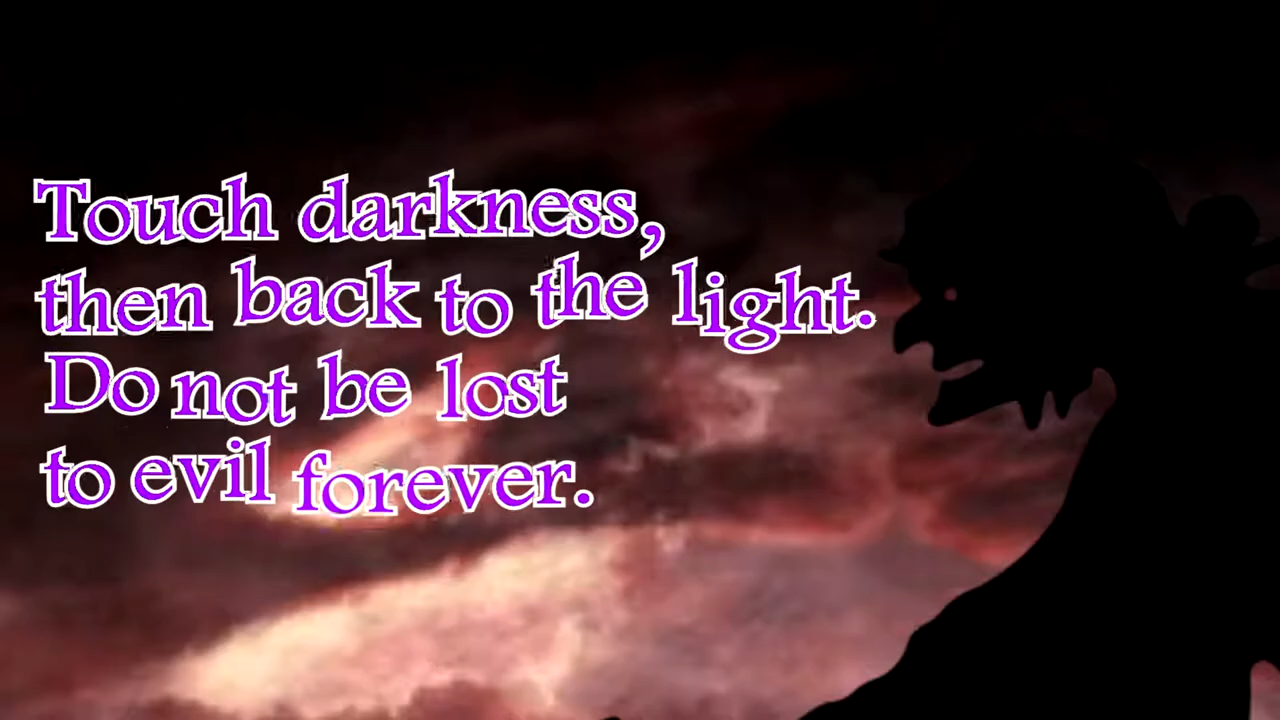 Touch darkness,
then back to the light.
Do not be lost
to evil forever.